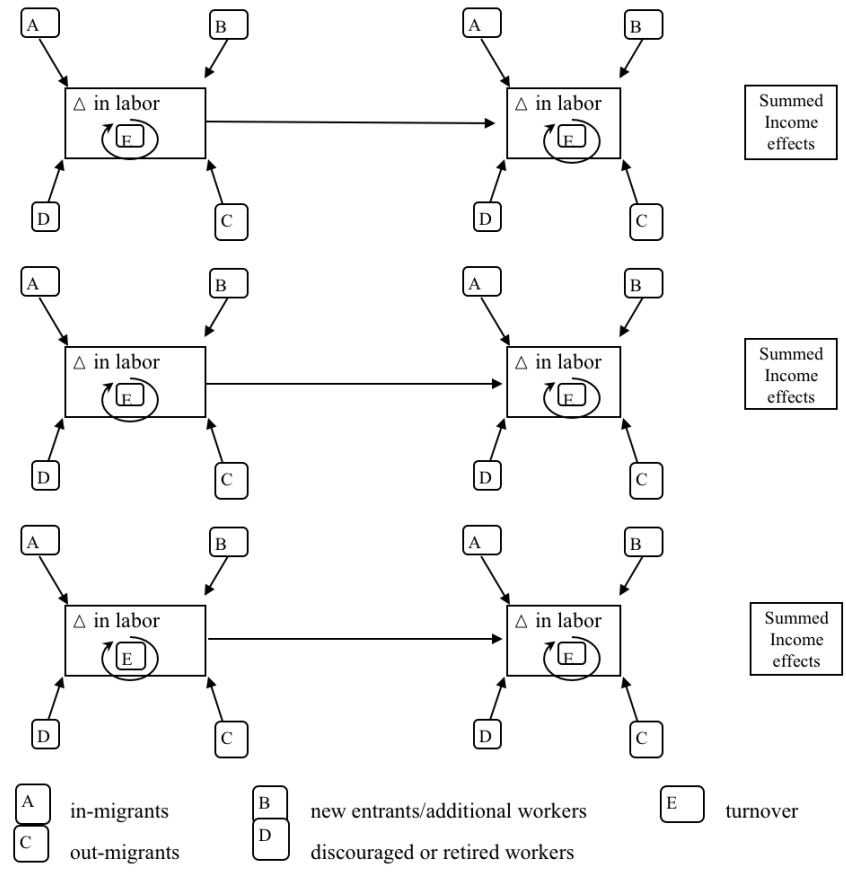 A B A B
△ in labor △ in labor
E E
D C D C
Summed
Income
effects
A B A B
△ in labor △ in labor
E E
D C D C
Summed
Income
effects
A B A B
△ in labor △ in labor
E E
D C D C
Summed
Income
effects
A in-migrants
B new entrants/additional workers
E turnover
C out-migrants
D discouraged or retired workers